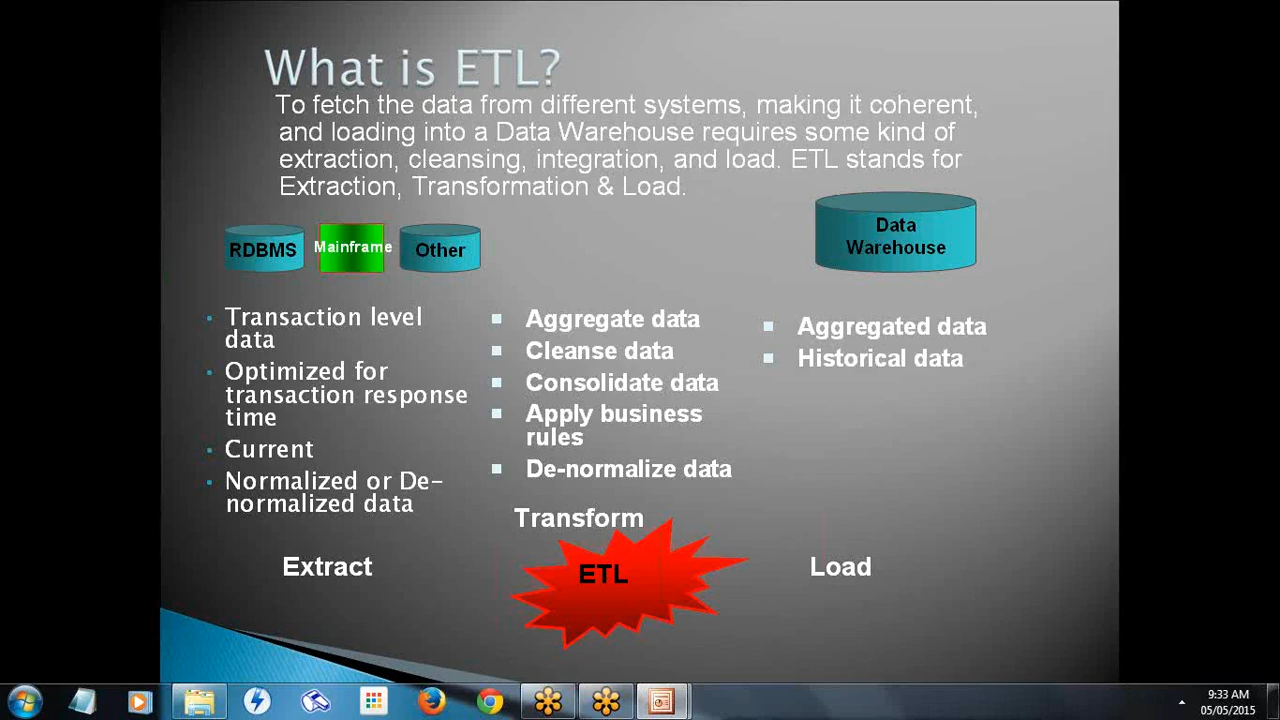 What is ETL?
To fetch the data from different systems, making it coherent,
and loading into a Data Warehouse requires some kind of
extraction, cleansing, integration, and load. ETL stands for
Extraction, Transformation & Load.
RDBMS
Mainframe
Other
Data
Warehouse
• Transaction level
data
• Optimized for
transaction response
time
• Current
• Normalized or De-
normalized data
Extract
▪ Aggregate data
▪ Cleanse data
▪ Consolidate data
▪ Apply business
rules
▪ De-normalize data
Transform
ETL
▪ Aggregated data
▪ Historical data
Load
9:33 AM
05/05/2015